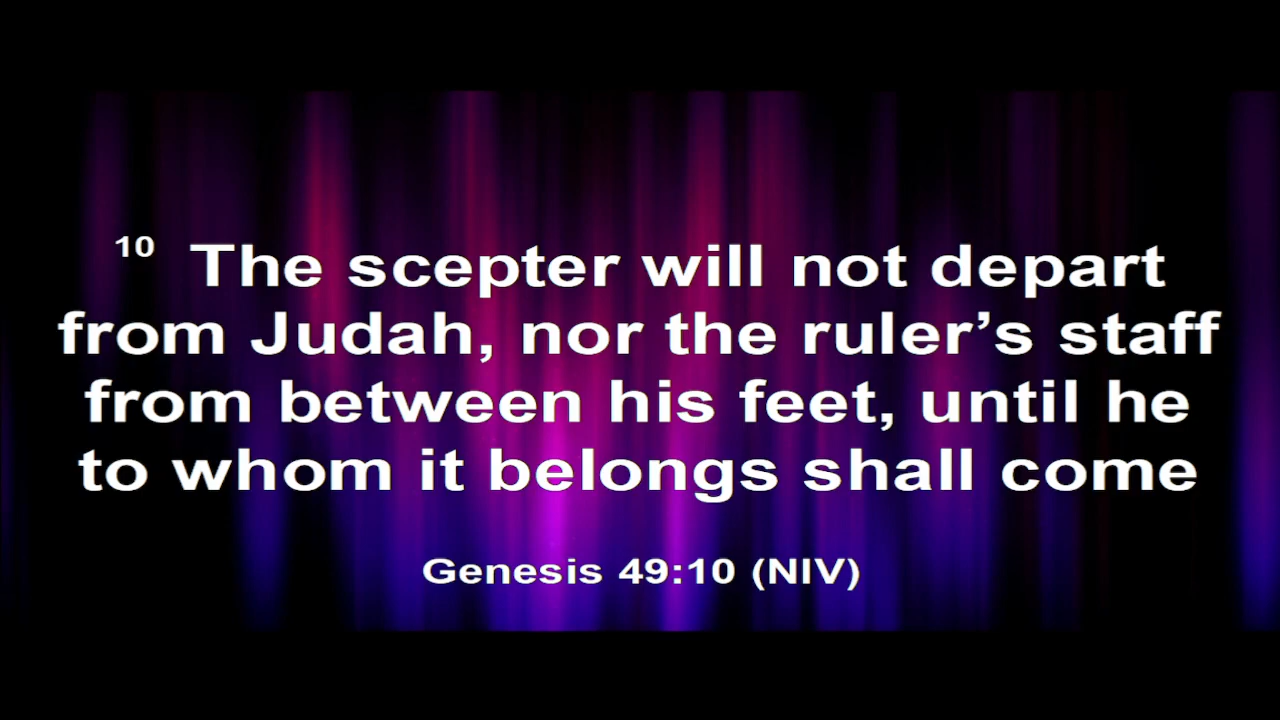 10 The scepter will not depart
from Judah, nor the ruler’s staff
from between his feet, until he
to whom it belongs shall come
Genesis 49:10 (NIV)